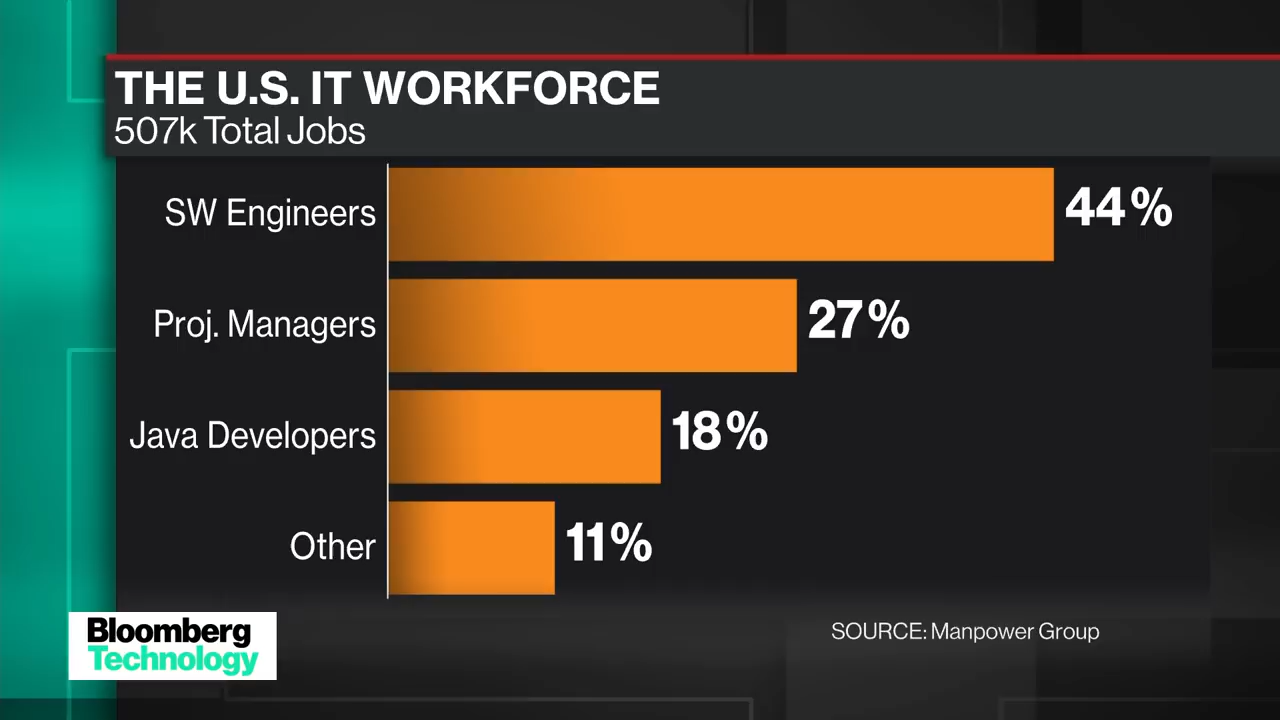 THE U.S. IT WORKFORCE
507k Total Jobs
SW Engineers 44%
Proj. Managers 27%
Java Developers 18%
Other 11%
SOURCE: Manpower Group
Bloomberg
Technology